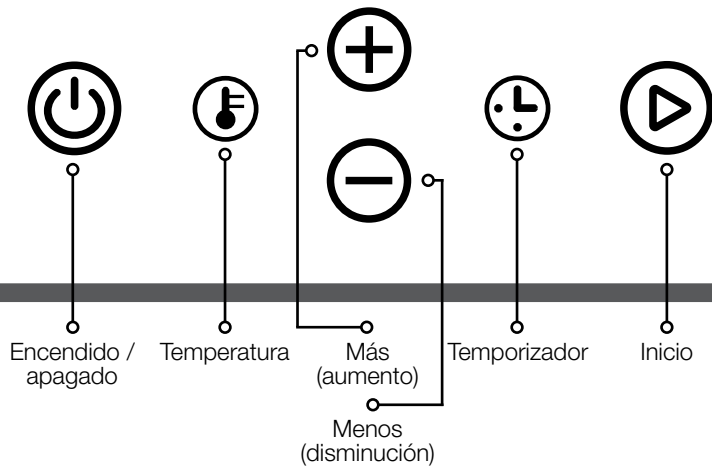 Encendido /
apagado
Temperatura
Más
(aumento)
Temporizador
Inicio
Menos
(disminución)